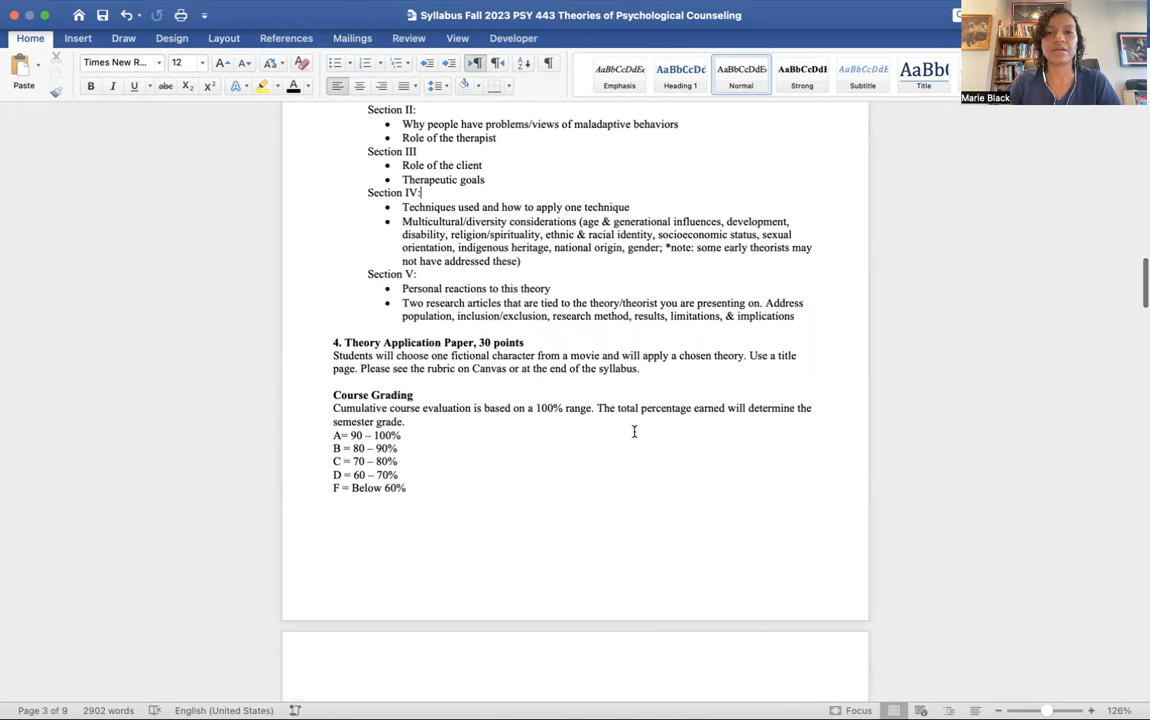 Syllabus Fall 2023 PSY 443 Theories of Psychological Counseling
Home Insert Draw Design Layout References Mailings Review View Developer
Paste
Times New R... 12
AaBbCcDdEe AaBbCcDd AaBbCcDdEe AaBbCcDdE AaBbCcDdEe AaBb(
Emphasis Heading 1 Normal Strong Subtitle Title
Marie Black
Section II:
• Why people have problems/views of maladaptive behaviors
• Role of the therapist
Section III
• Role of the client
• Therapeutic goals
Section IV:
• Techniques used and how to apply one technique
• Multicultural/diversity considerations (age & generational influences, development,
disability, religion/spirituality, ethnic & racial identity, socioeconomic status, sexual
orientation, indigenous heritage, national origin, gender; *note: some early theorists may
not have addressed these)
Section V:
• Personal reactions to this theory
• Two research articles that are tied to the theory/theorist you are presenting on. Address
population, inclusion/exclusion, research method, results, limitations, & implications
4. Theory Application Paper, 30 points
Students will choose one fictional character from a movie and will apply a chosen theory. Use a title
page. Please see the rubric on Canvas or at the end of the syllabus.
Course Grading
Cumulative course evaluation is based on a 100% range. The total percentage earned will determine the
semester grade.
A= 90 – 100%
B = 80 – 90%
C = 70 – 80%
D = 60 – 70%
F = Below 60%
Page 3 of 9 2902 words English (United States) Focus 126%